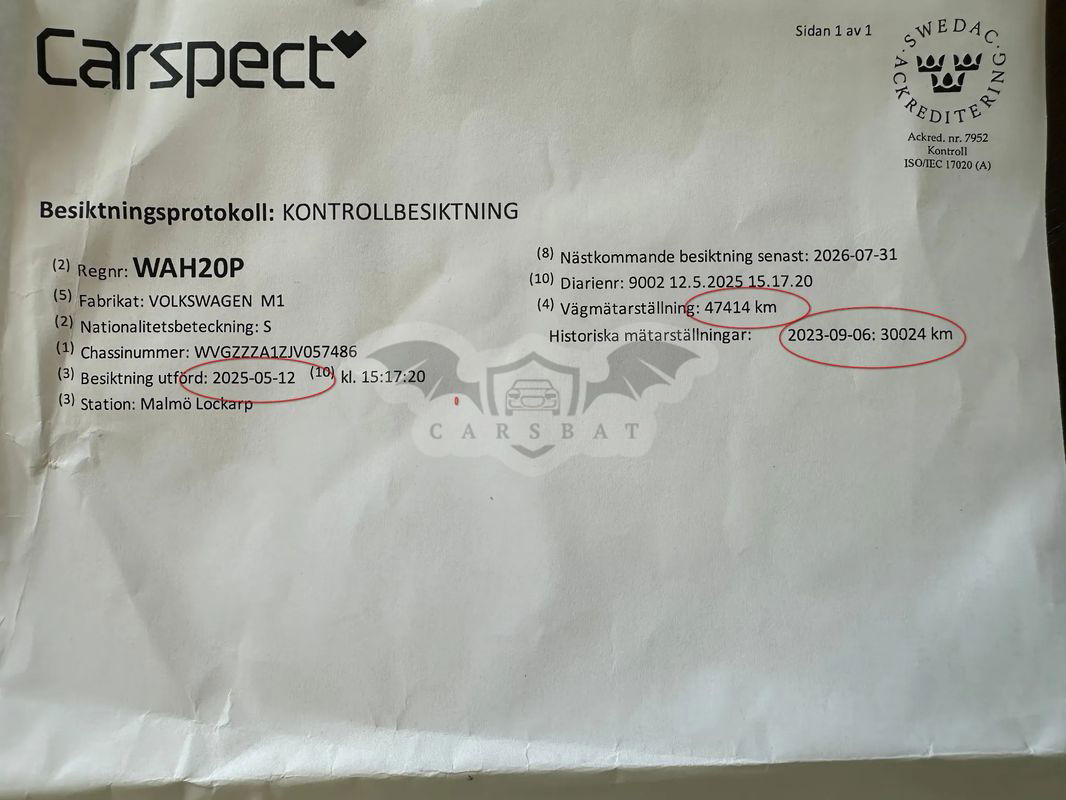 Carspect
Sidan 1 av 1
SWEDAC
ACKREDITERING
Ackred. nr. 7952
Kontroll
ISO/IEC 17020 (A)
Besiktningsprotokoll: KONTROLLBESIKTNING
(2) Regnr: WAH20P
(5) Fabrikat: VOLKSWAGEN M1
(2) Nationalitetsbeteckning: S
(1) Chassinummer: WVGZZZA1ZJV057486
(3) Besiktning utförd: 2025-05-12 (10) kl. 15:17:20
(3) Station: Malmö Lockarp
(8) Nästkommande besiktning senast: 2026-07-31
(10) Diarienr: 9002 12.5.2025 15.17.20
(4) Vägmätarställning: 47414 km
Historiska mätarställningar: 2023-09-06: 30024 km
CARSBAT